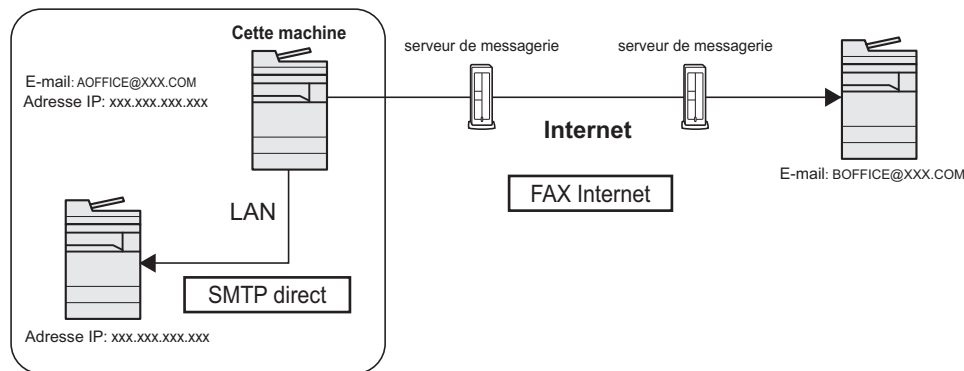 Cette machine
serveur de messagerie
serveur de messagerie
E-mail: AOFFICE@XXX.COM
Adresse IP: xxx.xxx.xxx.xxx
Internet
E-mail: BOFFICE@XXX.COM
FAX Internet
LAN
SMTP direct
Adresse IP: xxx.xxx.xxx.xxx